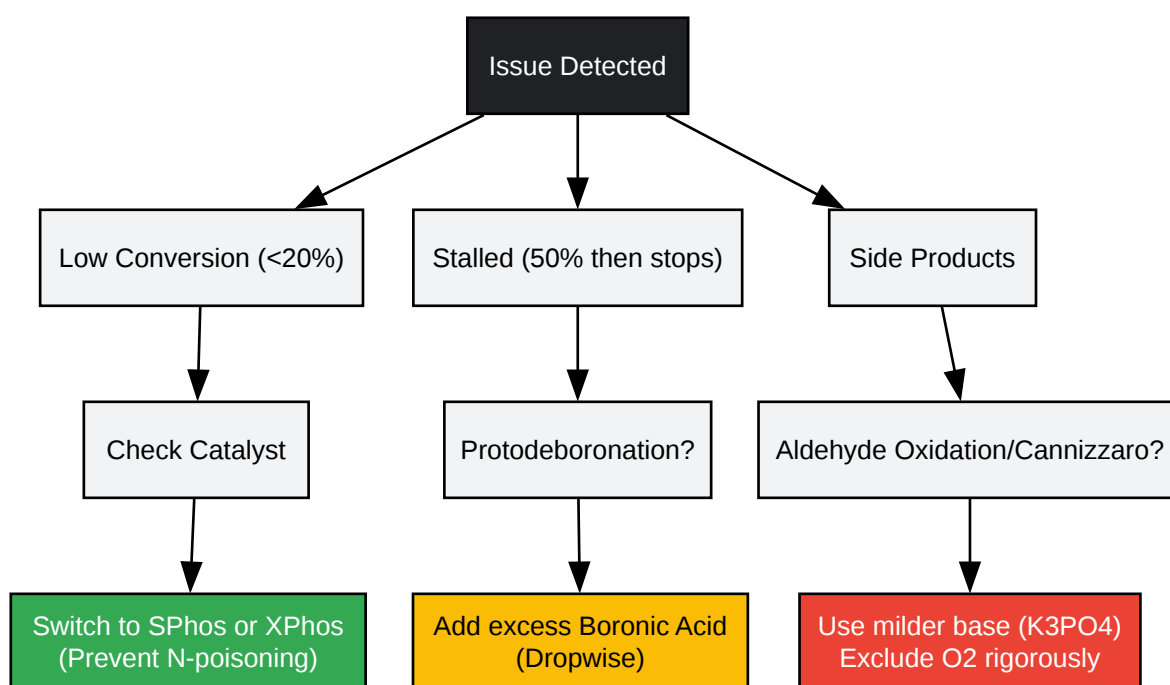 Issue Detected
Low Conversion (<20%)
Stalled (50% then stops)
Side Products
Check Catalyst
Protodeboronation?
Aldehyde Oxidation/Cannizzaro?
Switch to SPhos or XPhos
(Prevent N-poisoning)
Add excess Boronic Acid
(Dropwise)
Use milder base (K3PO4)
Exclude O2 rigorously